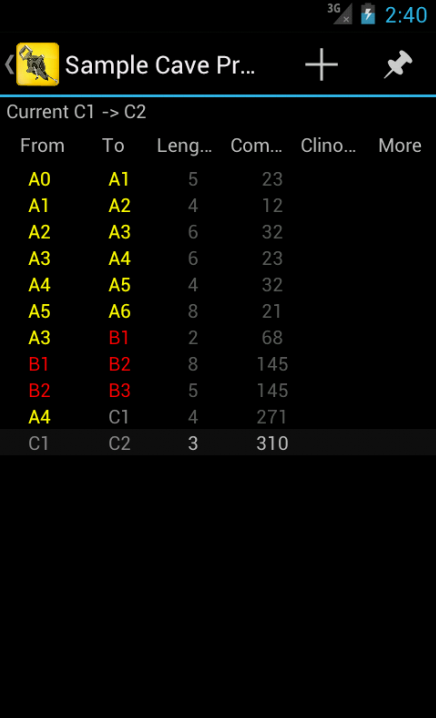 3G 2:40
Sample Cave Pr...
Current C1 -> C2
From To Leng... Com... Clino... More
A0 A1 5 23
A1 A2 4 12
A2 A3 6 32
A3 A4 6 23
A4 A5 4 32
A5 A6 8 21
A3 B1 2 68
B1 B2 8 145
B2 B3 5 145
A4 C1 4 271
C1 C2 3 310